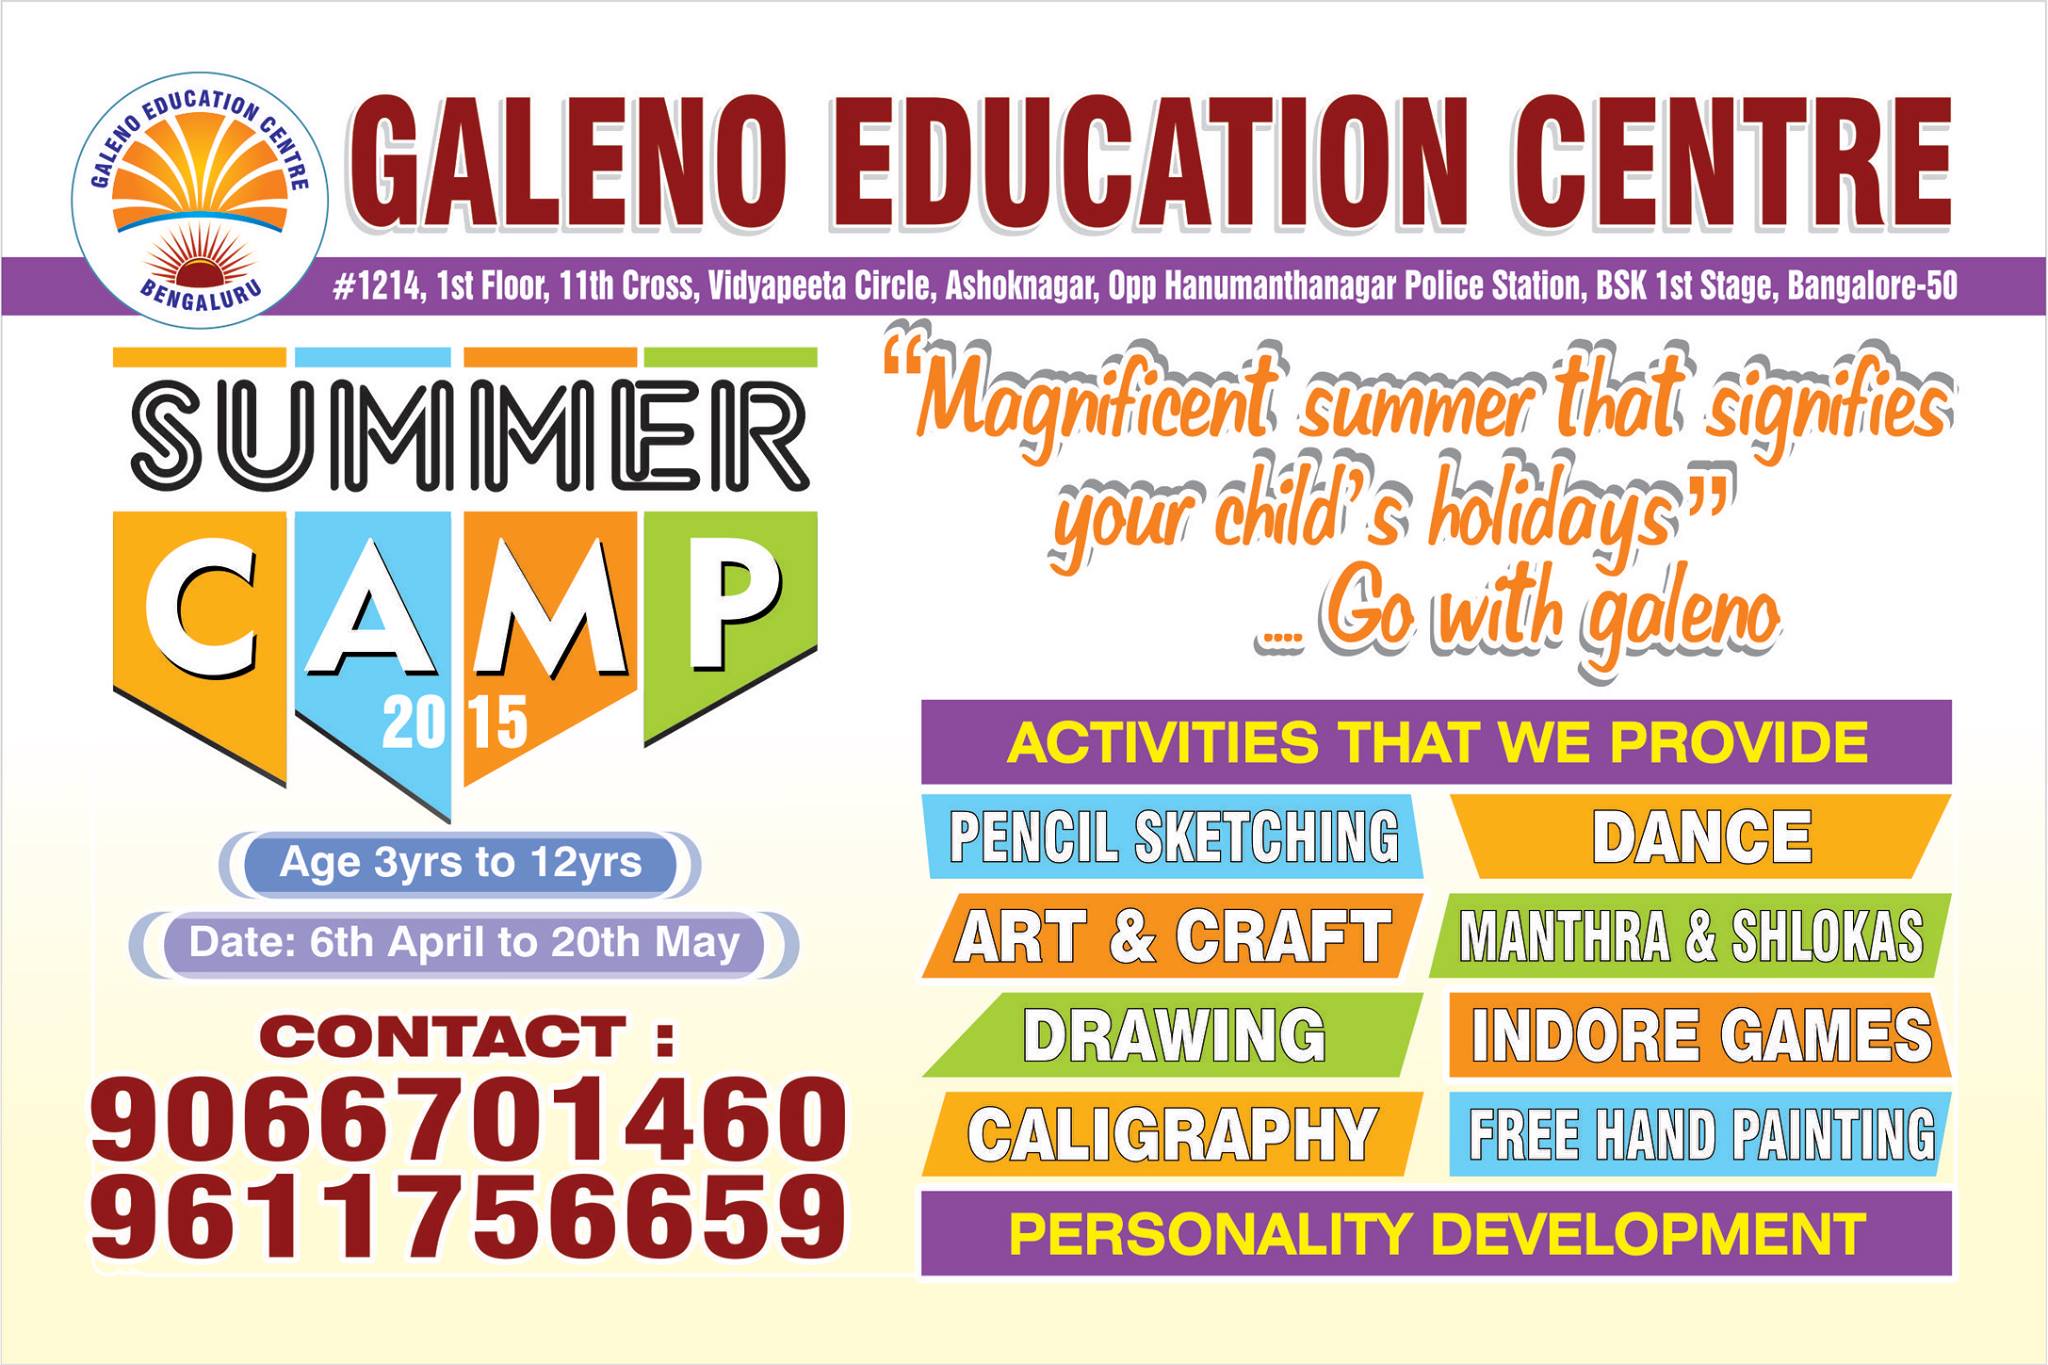 GALENO EDUCATION CENTRE
BENGALURU
GALENO EDUCATION CENTRE
#1214, 1st Floor, 11th Cross, Vidyapeeta Circle, Ashoknagar, Opp Hanumanthanagar Police Station, BSK 1st Stage, Bangalore-50
SUMMER
CAMP
2015
Age 3yrs to 12yrs
Date: 6th April to 20th May
CONTACT :
9066701460
9611756659
“Magnificent summer that signifies
your child’s holidays”
.... Go with galeno
ACTIVITIES THAT WE PROVIDE
PENCIL SKETCHING
DANCE
ART & CRAFT
MANTHRA & SHLOKAS
DRAWING
INDORE GAMES
CALIGRAPHY
FREE HAND PAINTING
PERSONALITY DEVELOPMENT